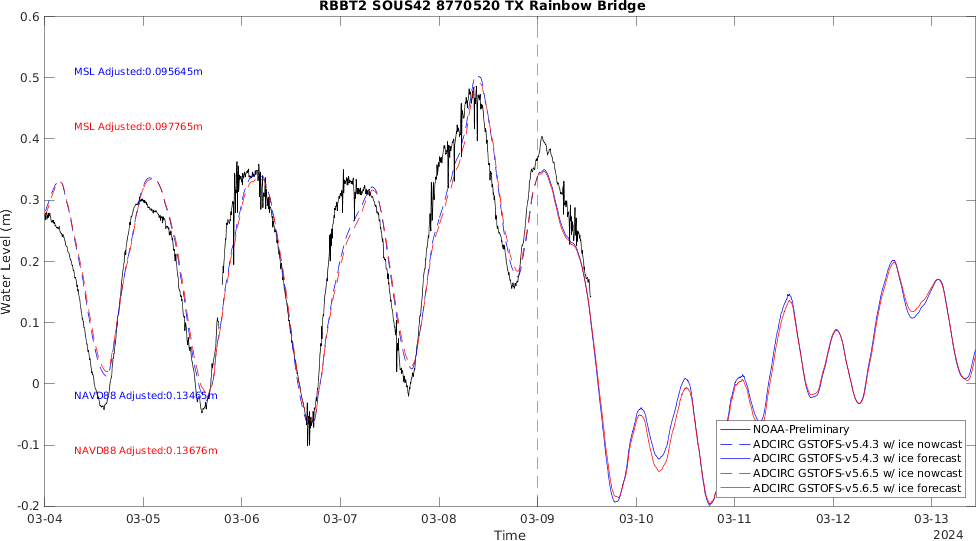 RBBT2 SOUS42 8770520 TX Rainbow Bridge
0.6
0.5
0.4
0.3
0.2
0.1
0
-0.1
-0.2
Water Level (m)
MSL Adjusted:0.095645m
MSL Adjusted:0.097765m
NAVD88 Adjusted:0.13465m
NAVD88 Adjusted:0.13676m
NOAA-Preliminary
ADCIRC GSTOFS-v5.4.3 w/ ice nowcast
ADCIRC GSTOFS-v5.4.3 w/ ice forecast
ADCIRC GSTOFS-v5.6.5 w/ ice nowcast
ADCIRC GSTOFS-v5.6.5 w/ ice forecast
03-04 03-05 03-06 03-07 03-08 03-09 03-10 03-11 03-12 03-13
Time
2024